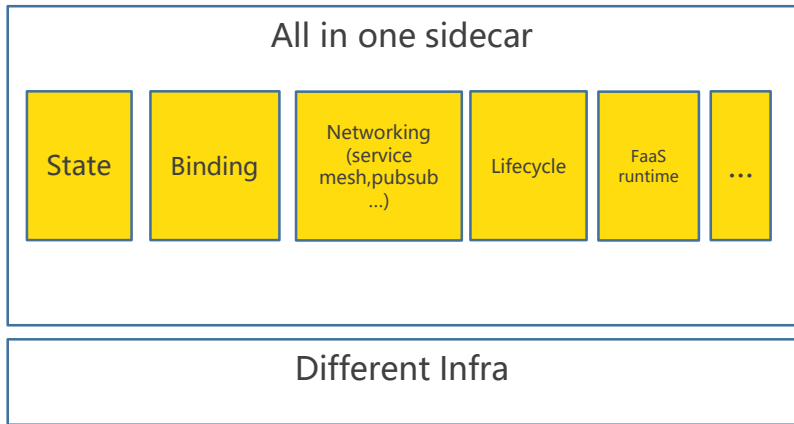 All in one sidecar
State
Binding
Networking
(service
mesh,pubsub
...)
Lifecycle
FaaS
runtime
...
Different Infra